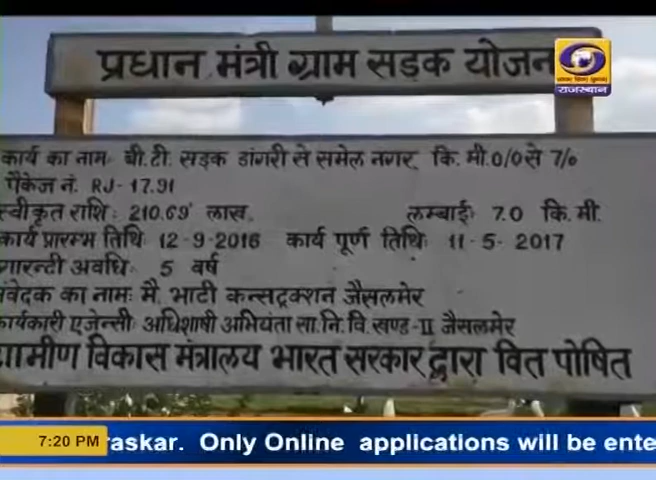 प्रधान मंत्री ग्राम सड़क योजन
राजस्थान
कार्य का नाम बी.टी. सड़क डांगरी से समेल नगर, कि. मी.0/0से 7/0
पैकेज नं. RJ-17.91
स्वीकृत राशि: 210.69 लाख, लम्बाई: 7.0 कि. मी.
कार्य प्रारम्भ तिथि: 12-9-2016 कार्य पूर्ण तिथि: 11-5-2017
गारन्टी अवधि: 5 वर्ष
संवेदक का नाम: मै. भाटी कन्सट्रक्शन जैसलमेर
कार्यकारी एजेन्सी: अधिशाषी अभियंता सा.नि.वि.खण्ड-II जैसलमेर
ग्रामीण विकास मंत्रालय भारत सरकार द्वारा वित पोषित
7:20 PM raskar. Only Online applications will be ente